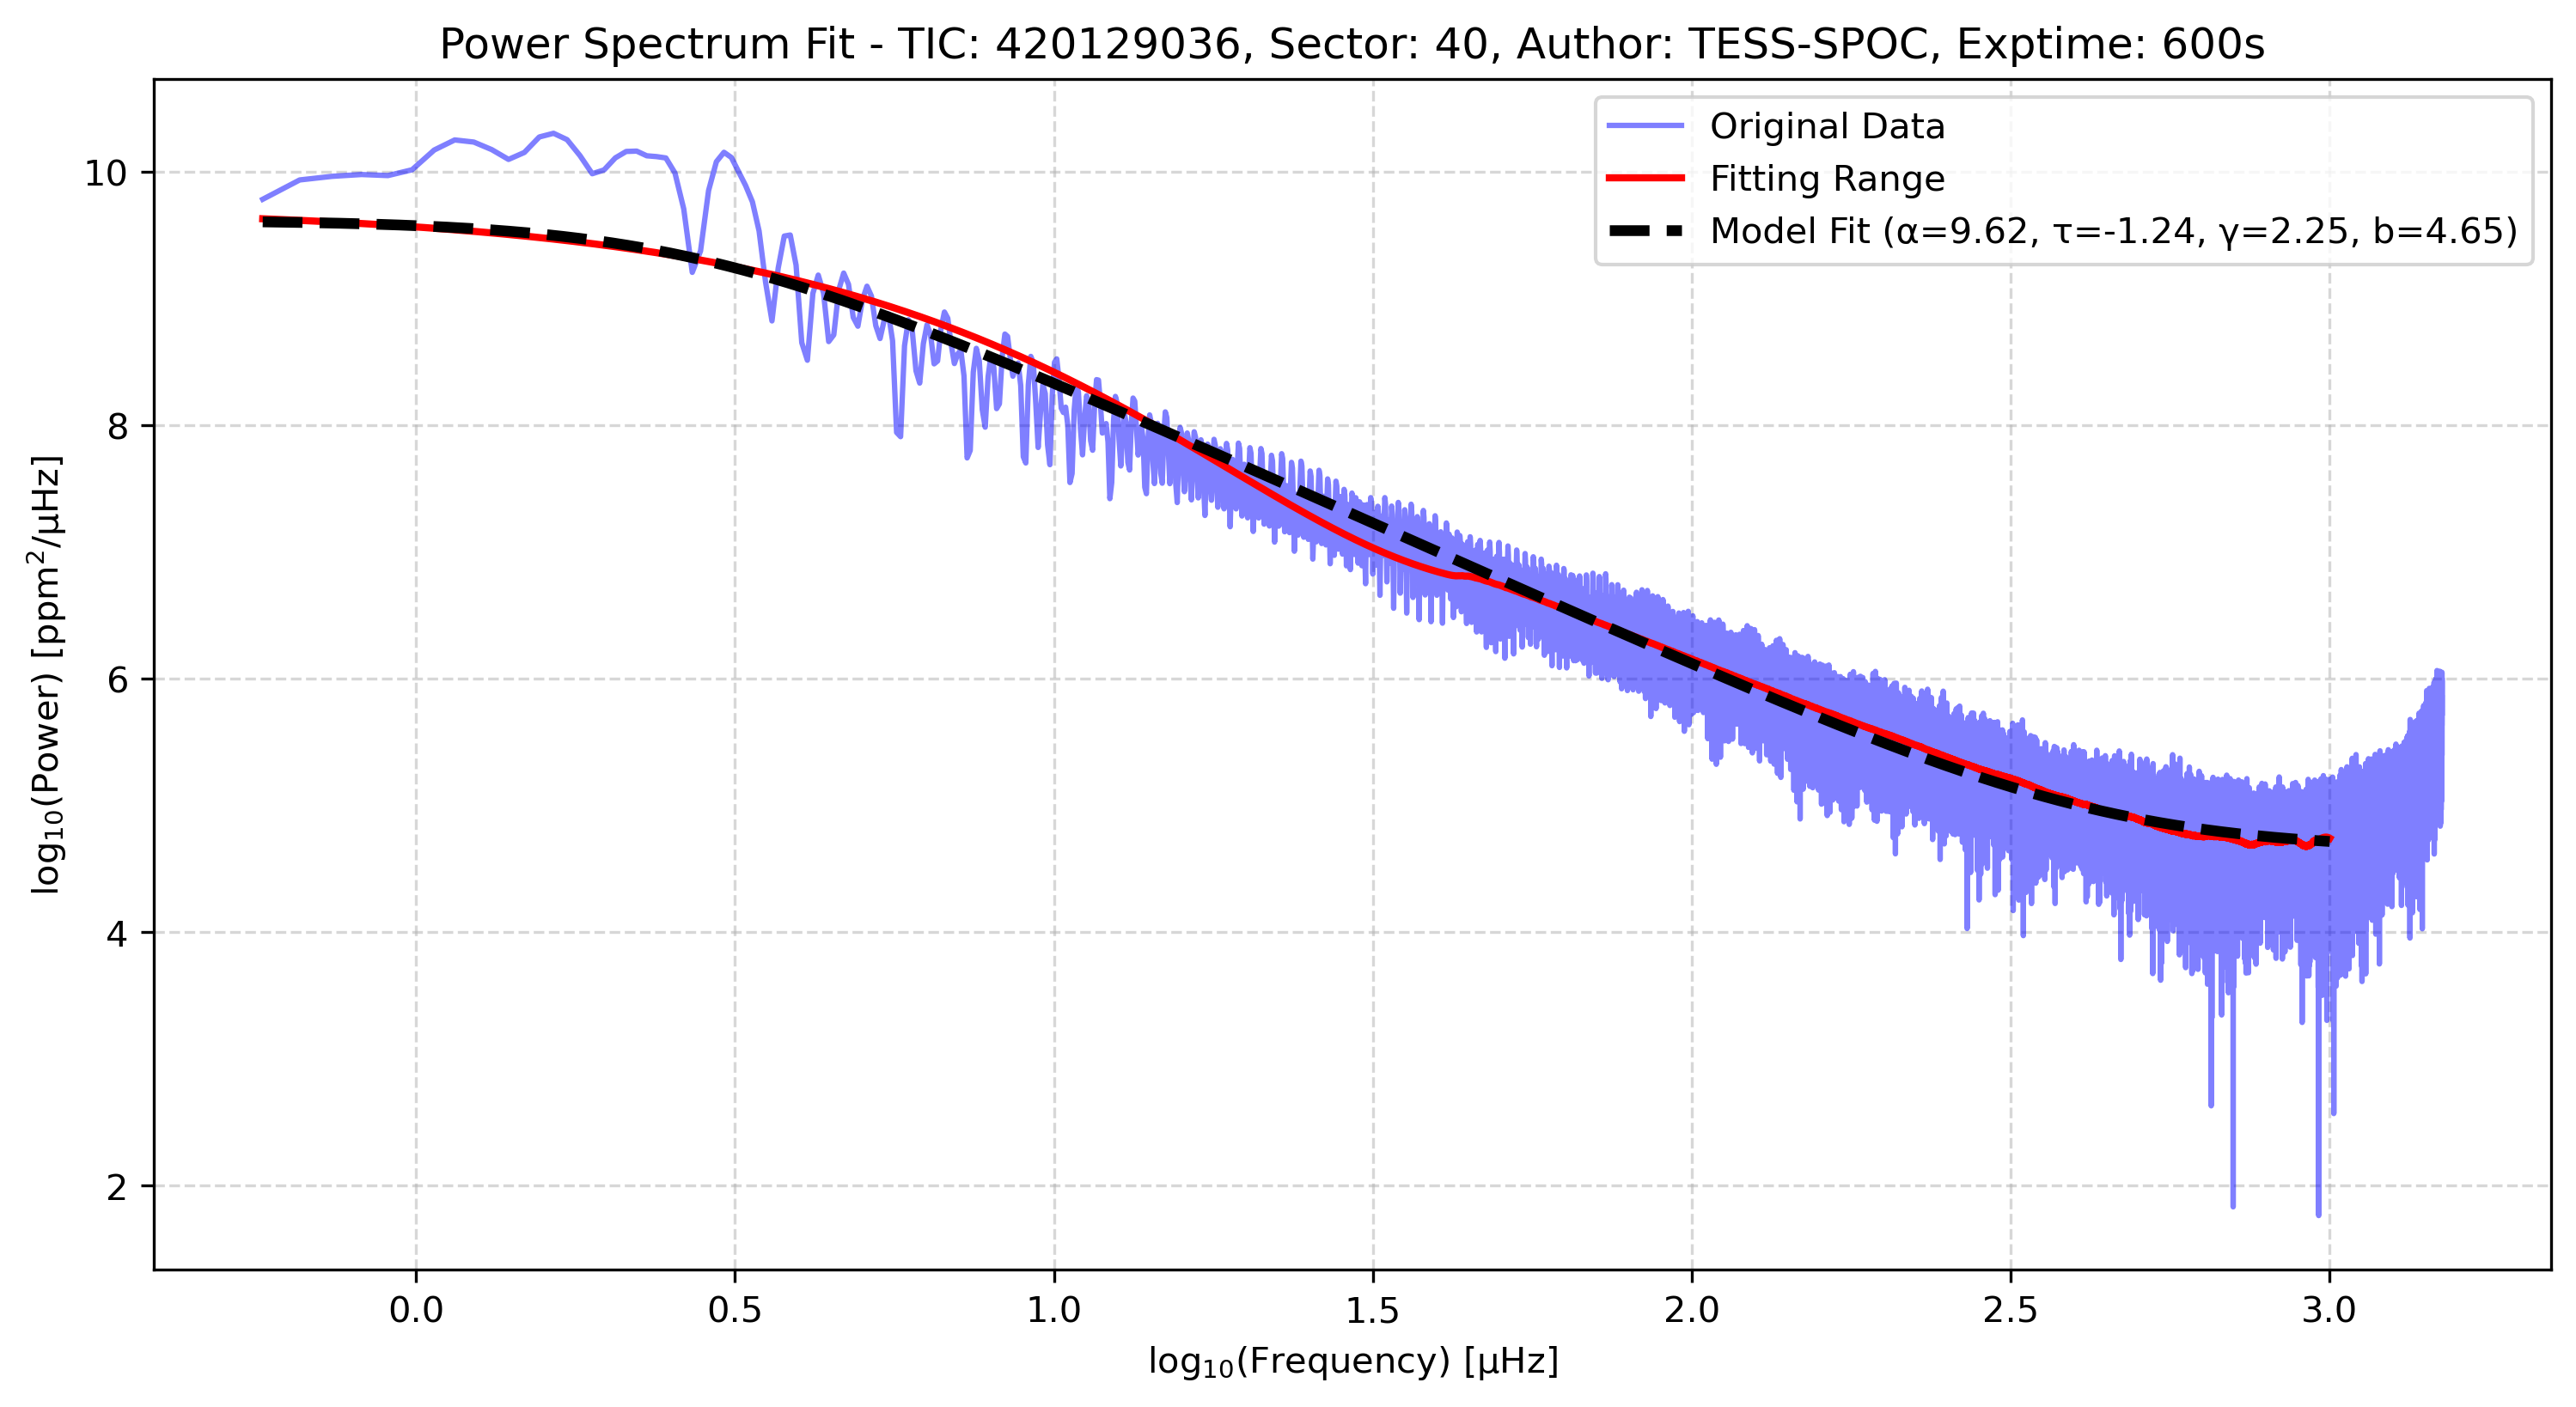 Power Spectrum Fit - TIC: 420129036, Sector: 40, Author: TESS-SPOC, Exptime: 600s
Original Data
Fitting Range
Model Fit (α=9.62, τ=-1.24, γ=2.25, b=4.65)
log₁₀(Power) [ppm²/μHz]
10
8
6
4
2
0.0 0.5 1.0 1.5 2.0 2.5 3.0
log₁₀(Frequency) [μHz]